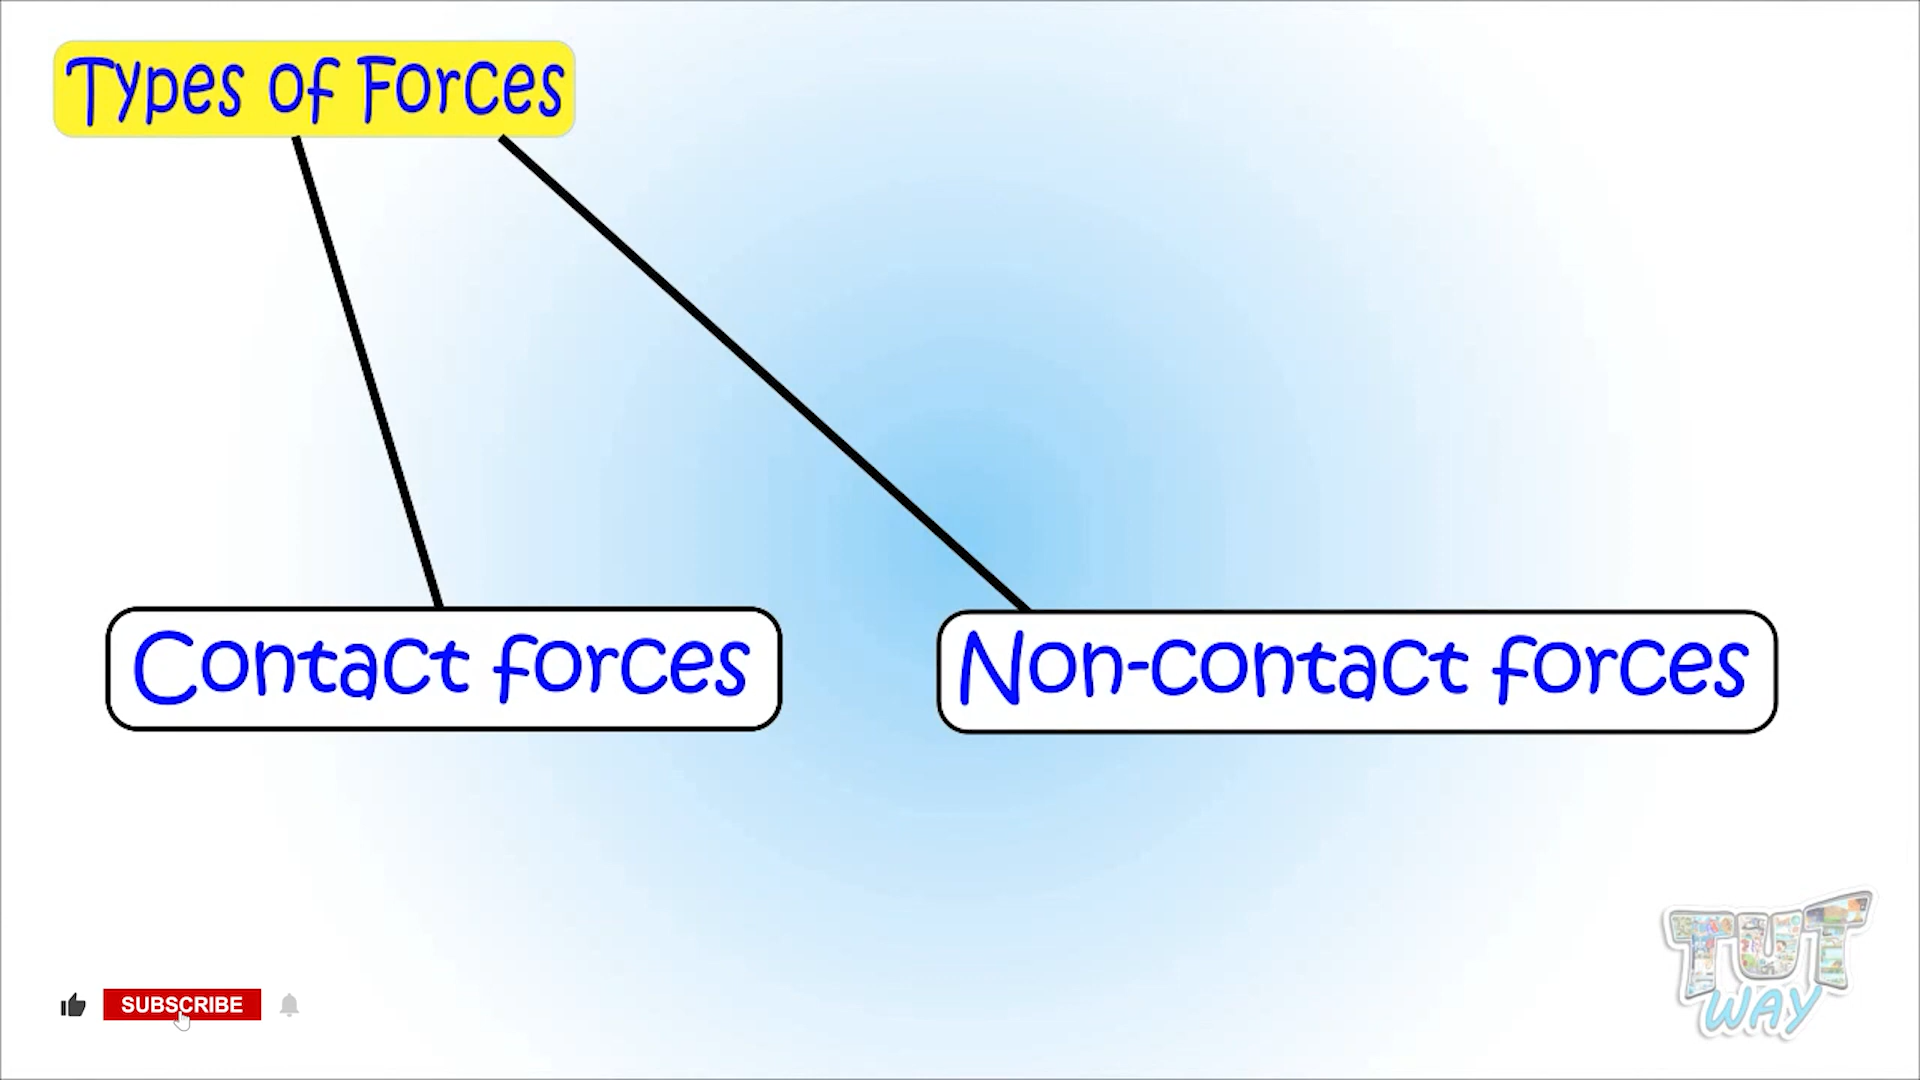 Types of Forces
Contact forces
Non-contact forces
SUBSCRIBE
TUT
WAY